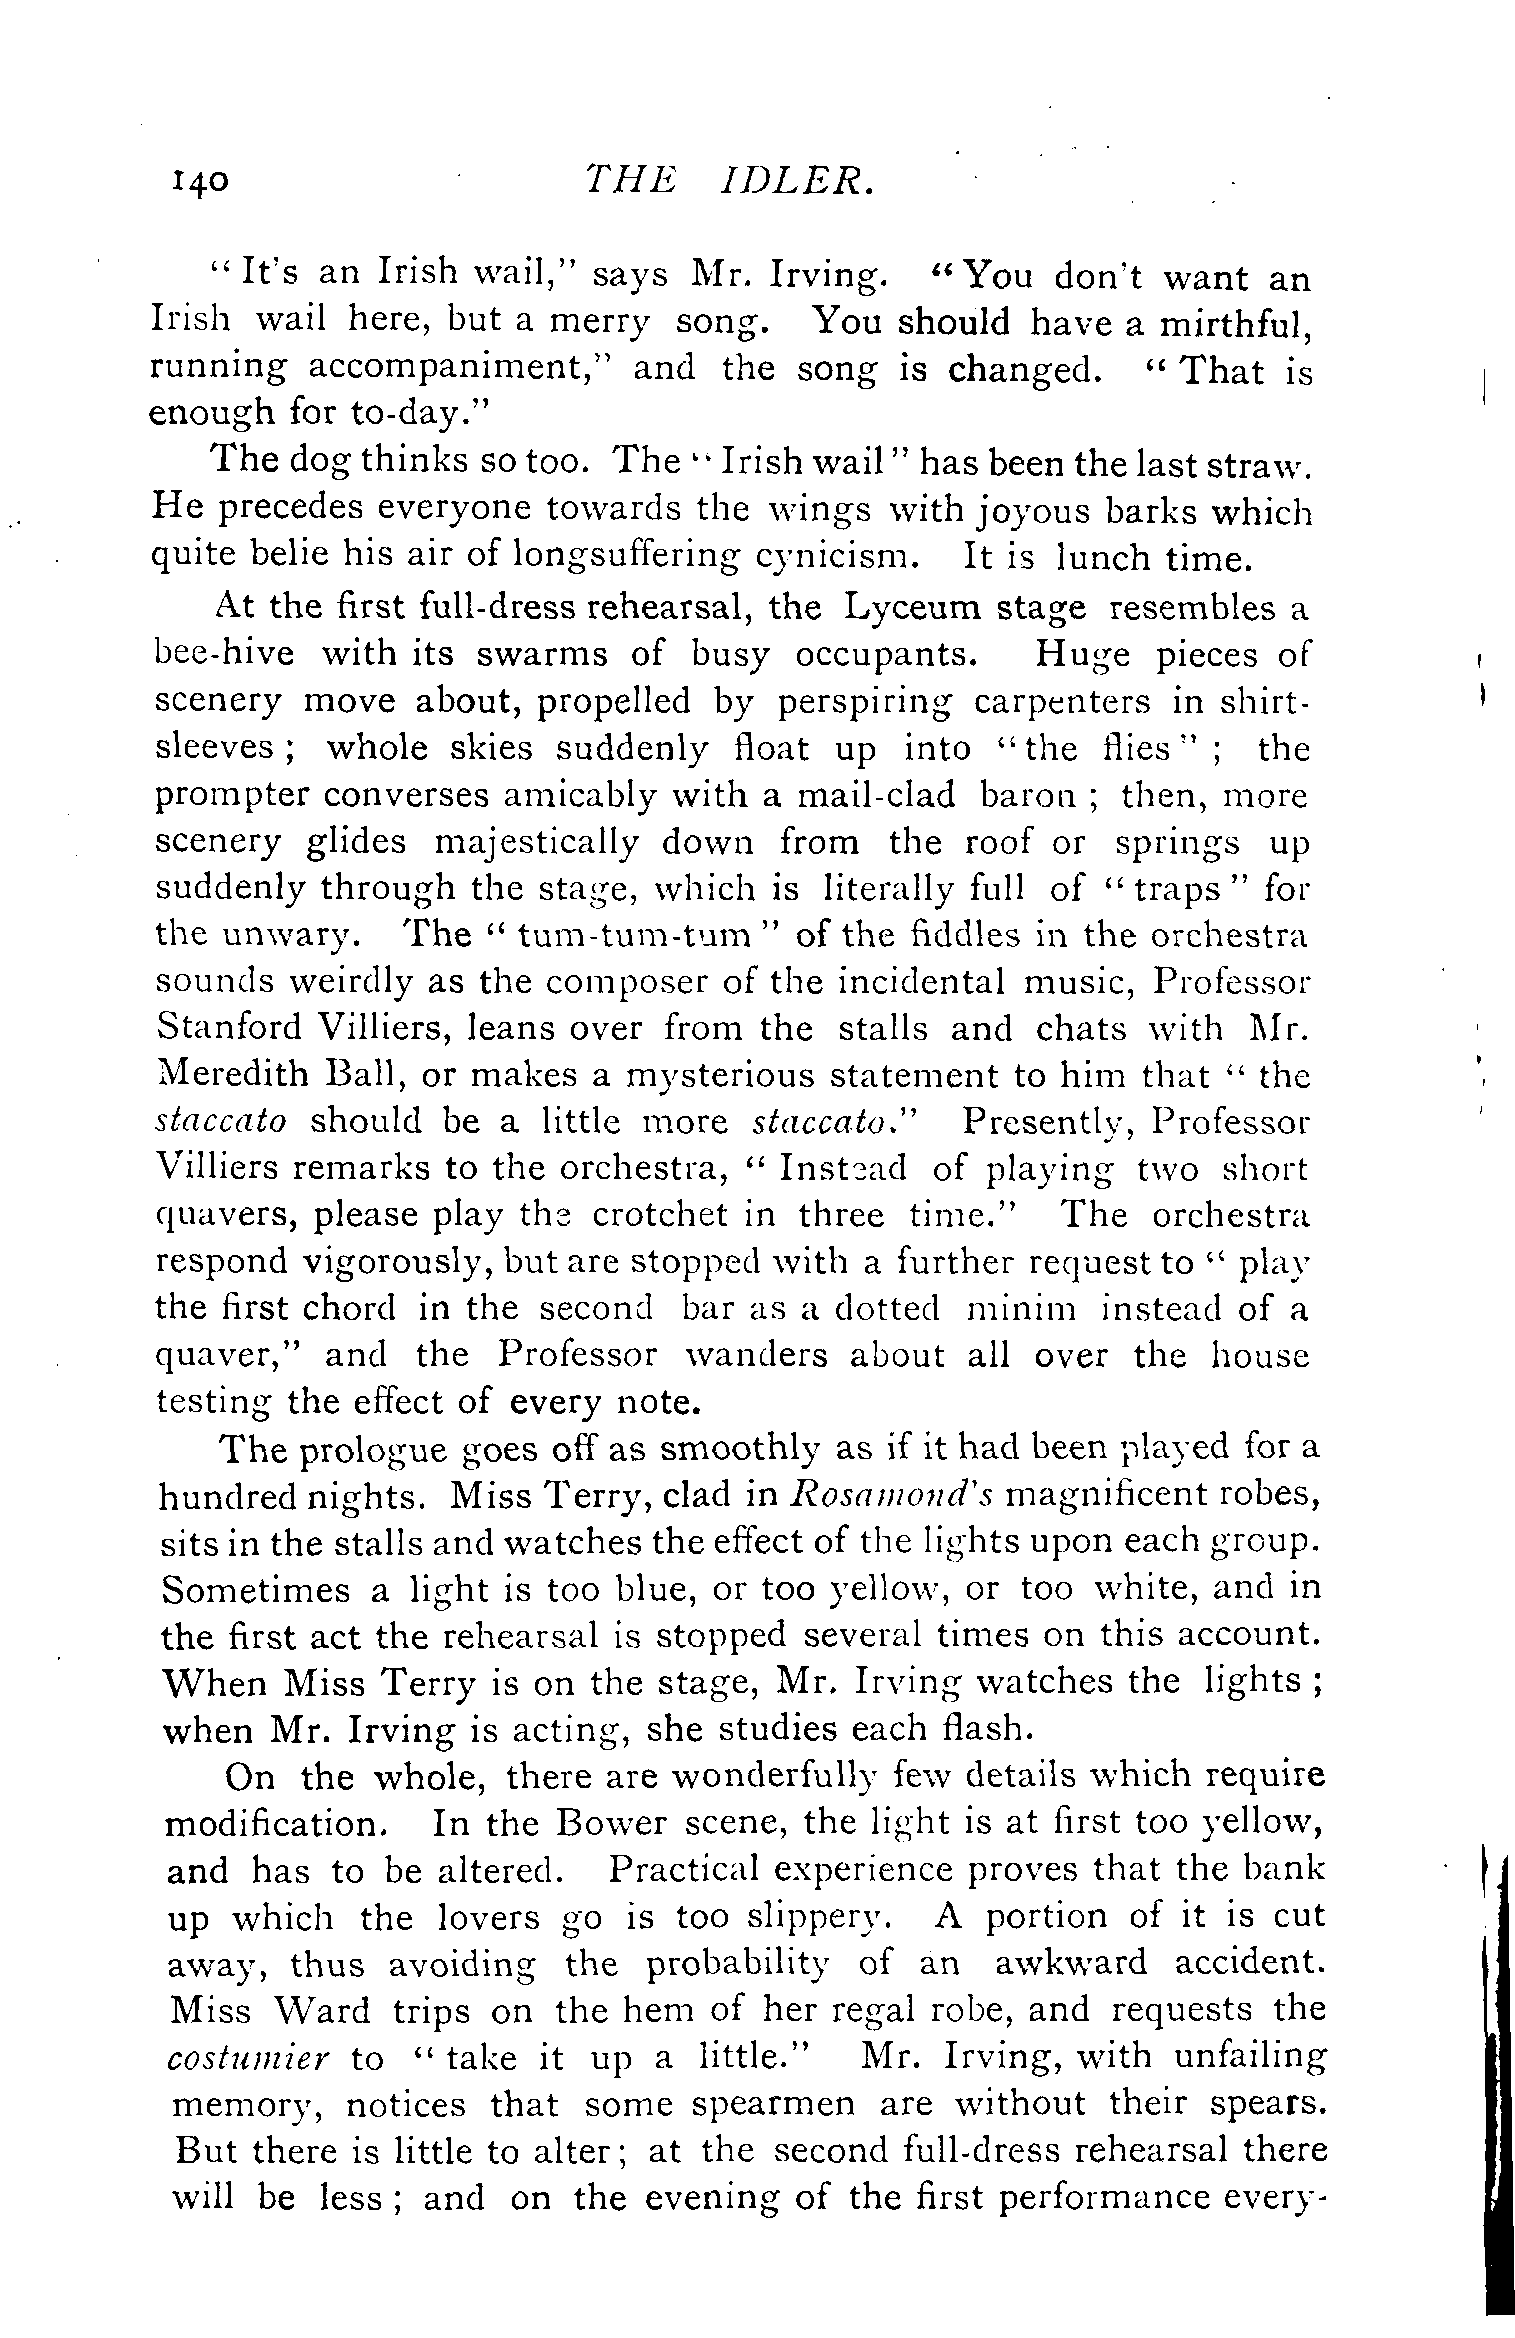 140 THE IDLER.
"It's an Irish wail," says Mr. Irving. "You don't want an
Irish wail here, but a merry song. You should have a mirthful,
running accompaniment," and the song is changed. "That is
enough for to-day."
The dog thinks so too. The "Irish wail" has been the last straw.
He precedes everyone towards the wings with joyous barks which
quite belie his air of longsuffering cynicism. It is lunch time.
At the first full-dress rehearsal, the Lyceum stage resembles a
bee-hive with its swarms of busy occupants. Huge pieces of
scenery move about, propelled by perspiring carpenters in shirt-
sleeves; whole skies suddenly float up into "the flies"; the
prompter converses amicably with a mail-clad baron; then, more
scenery glides majestically down from the roof or springs up
suddenly through the stage, which is literally full of "traps" for
the unwary. The "tum-tum-tum" of the fiddles in the orchestra
sounds weirdly as the composer of the incidental music, Professor
Stanford Villiers, leans over from the stalls and chats with Mr.
Meredith Ball, or makes a mysterious statement to him that "the
staccato should be a little more staccato." Presently, Professor
Villiers remarks to the orchestra, "Instead of playing two short
quavers, please play the crotchet in three time." The orchestra
respond vigorously, but are stopped with a further request to "play
the first chord in the second bar as a dotted minim instead of a
quaver," and the Professor wanders about all over the house
testing the effect of every note.
The prologue goes off as smoothly as if it had been played for a
hundred nights. Miss Terry, clad in Rosamond's magnificent robes,
sits in the stalls and watches the effect of the lights upon each group.
Sometimes a light is too blue, or too yellow, or too white, and in
the first act the rehearsal is stopped several times on this account.
When Miss Terry is on the stage, Mr. Irving watches the lights;
when Mr. Irving is acting, she studies each flash.
On the whole, there are wonderfully few details which require
modification. In the Bower scene, the light is at first too yellow,
and has to be altered. Practical experience proves that the bank
up which the lovers go is too slippery. A portion of it is cut
away, thus avoiding the probability of an awkward accident.
Miss Ward trips on the hem of her regal robe, and requests the
costumier to "take it up a little." Mr. Irving, with unfailing
memory, notices that some spearmen are without their spears.
But there is little to alter; at the second full-dress rehearsal there
will be less; and on the evening of the first performance every-